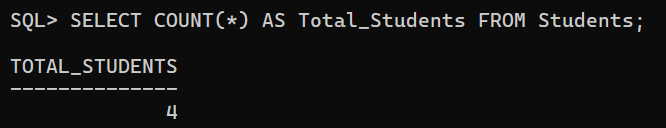 SQL> SELECT COUNT(*) AS Total_Students FROM Students;
TOTAL_STUDENTS
--------------
4